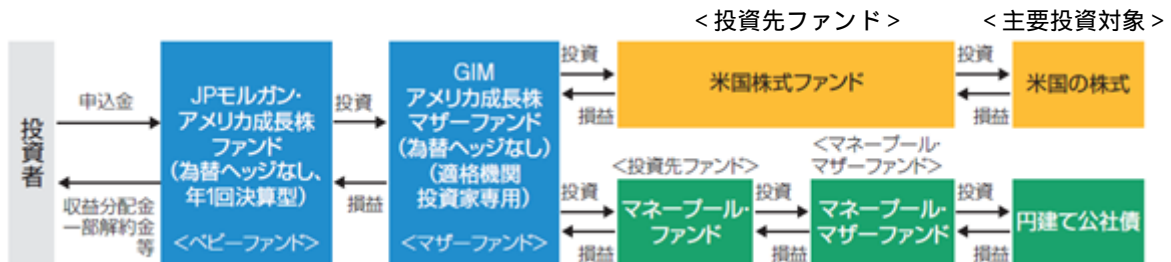 <投資先ファンド>
<主要投資対象>
投資者
申込金
収益分配金
一部解約金
等
JPモルガン・
アメリカ成長株
ファンド
(為替ヘッジなし、
年1回決算型)
<ベビーファンド>
投資
損益
GIM
アメリカ成長株
マザーファンド
(為替ヘッジなし)
(適格機関
投資家専用)
<マザーファンド>
投資
損益
米国株式ファンド
投資
損益
米国の株式
<投資先ファンド>
<マネープール・
マザーファンド>
投資
損益
マネープール・
ファンド
投資
損益
マネープール・
マザーファンド
投資
損益
円建て公社債